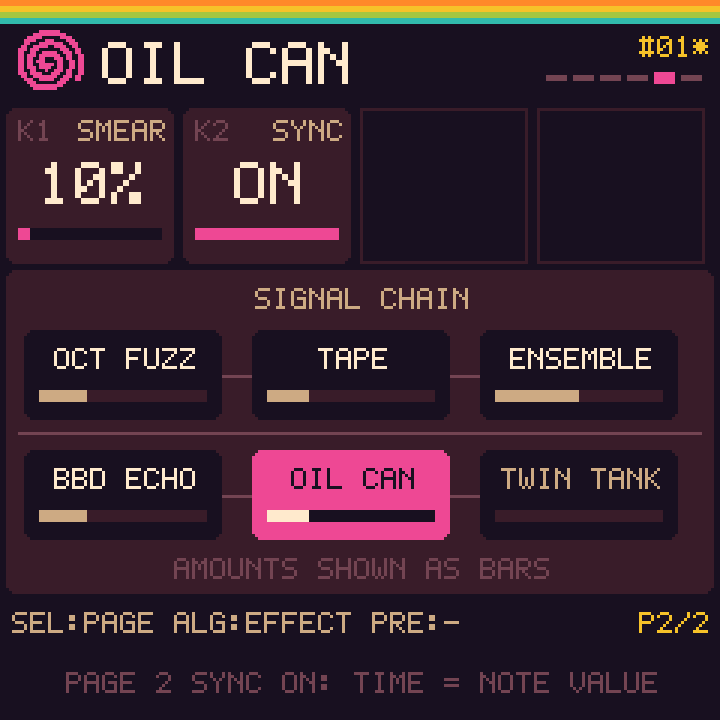 OIL CAN
#01*
K1 SMEAR
10%
K2 SYNC
ON
SIGNAL CHAIN
OCT FUZZ
TAPE
ENSEMBLE
BBD ECHO
OIL CAN
TWIN TANK
AMOUNTS SHOWN AS BARS
SEL:PAGE ALG:EFFECT PRE:- P2/2
PAGE 2 SYNC ON: TIME = NOTE VALUE